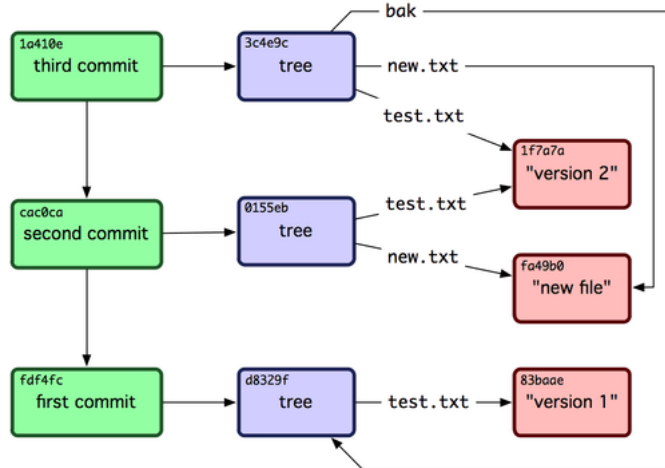 bak
1a410e
third commit
3c4e9c
tree
new.txt
test.txt
1f7a7a
"version 2"
cac0ca
second commit
0155eb
tree
test.txt
new.txt
fa49b0
"new file"
fdf4fc
first commit
d8329f
tree
test.txt
83baae
"version 1"